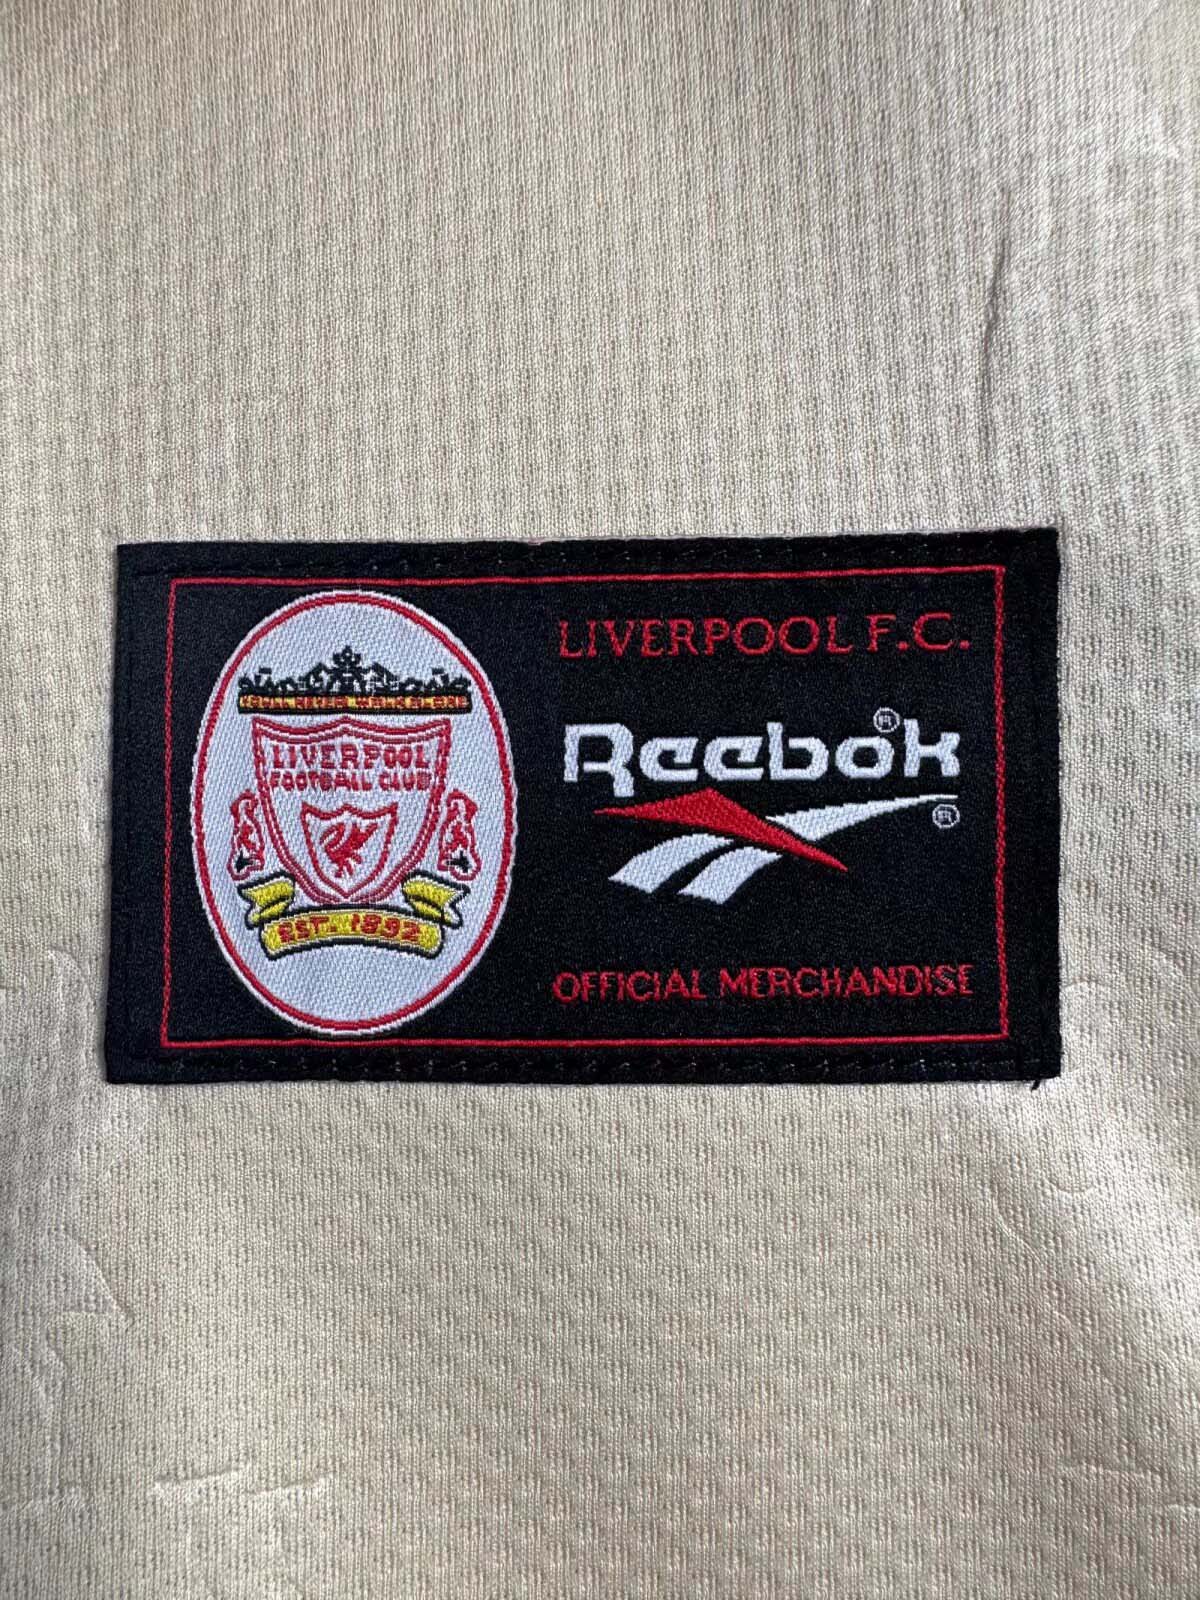 YOU'LL NEVER WALK ALONE
LIVERPOOL
FOOTBALL CLUB
EST. 1892
LIVERPOOL F.C.
Reebok®
®
OFFICIAL MERCHANDISE